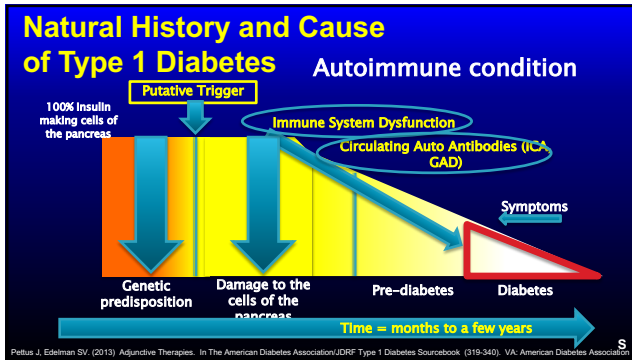 Natural History and Cause
of Type 1 Diabetes
Autoimmune condition
Putative Trigger
100% insulin
making cells of
the pancreas
Immune System Dysfunction
Circulating Auto Antibodies (ICA,
GAD)
Symptoms
Genetic
predisposition
Damage to the
cells of the
pancreas
Pre-diabetes
Diabetes
Time = months to a few years
S
Pettus J, Edelman SV. (2013) Adjunctive Therapies. In The American Diabetes Association/JDRF Type 1 Diabetes Sourcebook (319-340). VA: American Diabetes Association